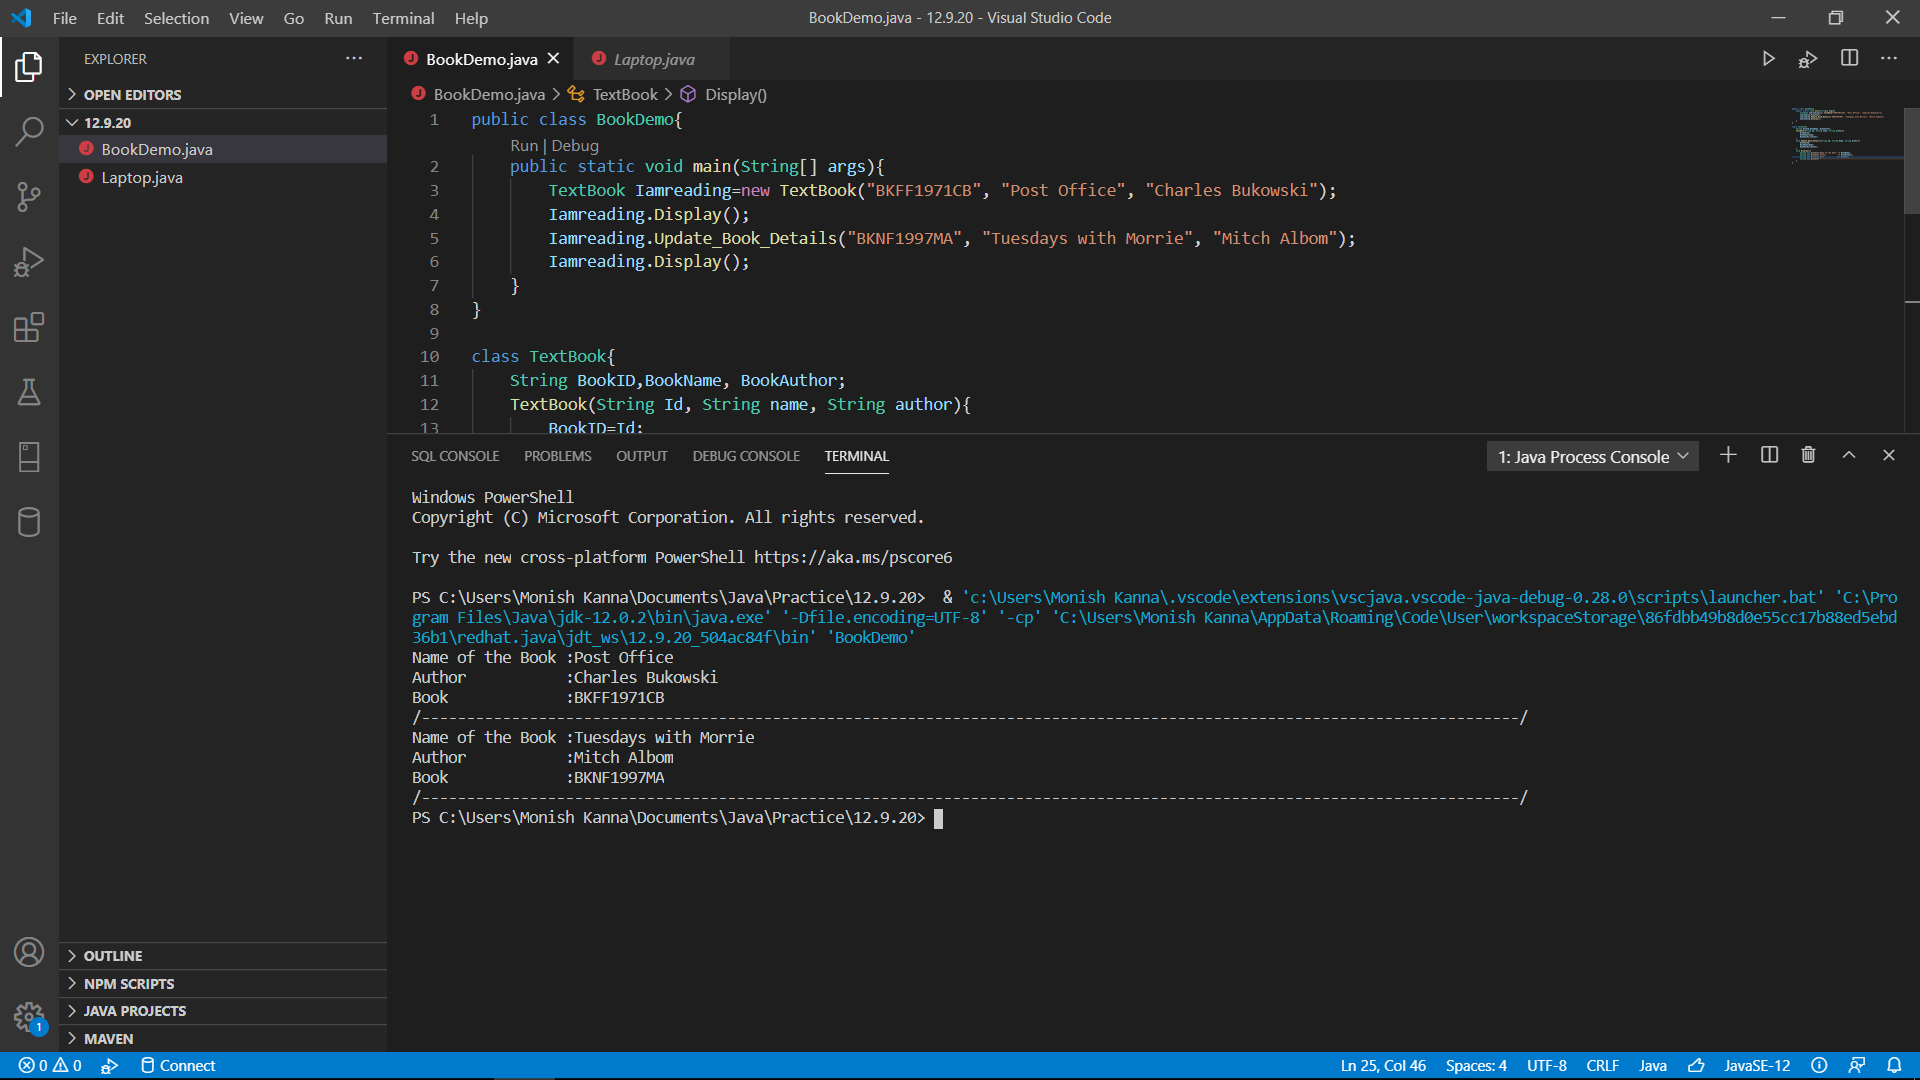 File Edit Selection View Go Run Terminal Help
BookDemo.java - 12.9.20 - Visual Studio Code
EXPLORER
OPEN EDITORS
12.9.20
BookDemo.java
Laptop.java
OUTLINE
NPM SCRIPTS
JAVA PROJECTS
MAVEN
1
BookDemo.java
Laptop.java
BookDemo.java > TextBook > Display()
1 public class BookDemo{
Run | Debug
2 public static void main(String[] args){
3 TextBook Iamreading=new TextBook("BKFF1971CB", "Post Office", "Charles Bukowski");
4 Iamreading.Display();
5 Iamreading.Update_Book_Details("BKNF1997MA", "Tuesdays with Morrie", "Mitch Albom");
6 Iamreading.Display();
7 }
8 }
9
10 class TextBook{
11 String BookID,BookName, BookAuthor;
12 TextBook(String Id, String name, String author){
13 BookID=Id;
SQL CONSOLE PROBLEMS OUTPUT DEBUG CONSOLE TERMINAL
1: Java Process Console
Windows PowerShell
Copyright (C) Microsoft Corporation. All rights reserved.
Try the new cross-platform PowerShell https://aka.ms/pscore6
PS C:\Users\Monish Kanna\Documents\Java\Practice\12.9.20>  & 'c:\Users\Monish Kanna\.vscode\extensions\vscjava.vscode-java-debug-0.28.0\scripts\launcher.bat' 'C:\Pro
gram Files\Java\jdk-12.0.2\bin\java.exe' '-Dfile.encoding=UTF-8' '-cp' 'C:\Users\Monish Kanna\AppData\Roaming\Code\User\workspaceStorage\86fdbb49b8d0e55cc17b88ed5ebd
36b1\redhat.java\jdt_ws\12.9.20_504ac84f\bin' 'BookDemo'
Name of the Book :Post Office
Author :Charles Bukowski
Book :BKFF1971CB
/--------------------------------------------------------------------------------------------------------------------------/
Name of the Book :Tuesdays with Morrie
Author :Mitch Albom
Book :BKNF1997MA
/--------------------------------------------------------------------------------------------------------------------------/
PS C:\Users\Monish Kanna\Documents\Java\Practice\12.9.20>
0 0 Connect
Ln 25, Col 46 Spaces: 4 UTF-8 CRLF Java JavaSE-12